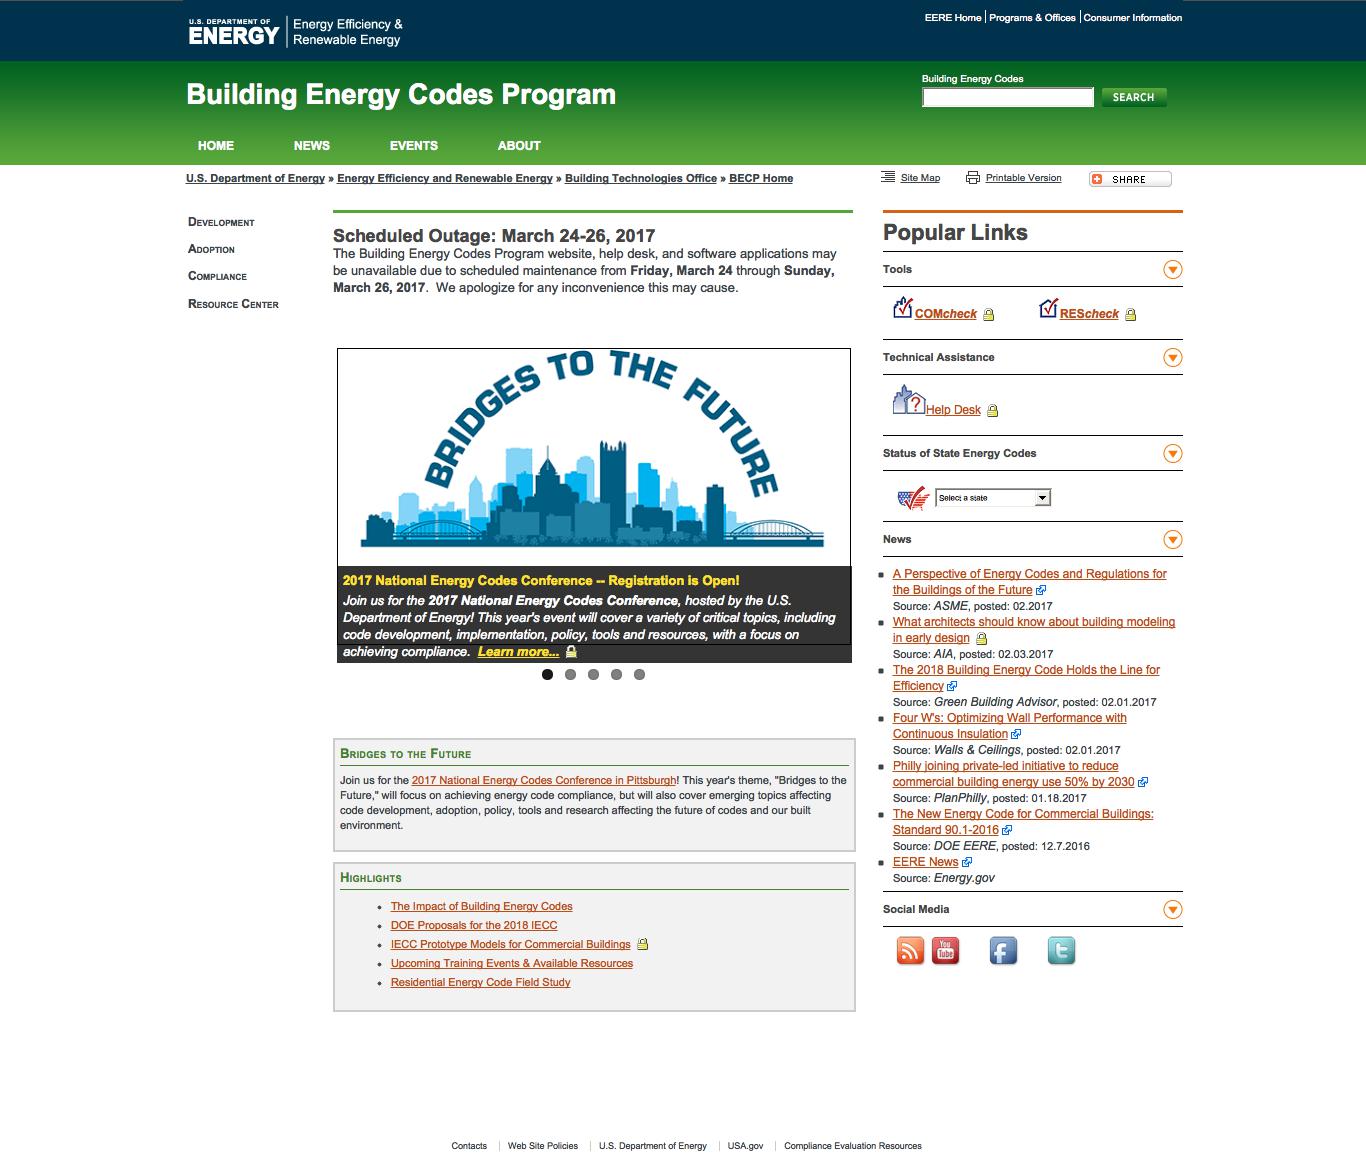 U.S. DEPARTMENT OF
ENERGY
Energy Efficiency &
Renewable Energy
EERE Home
Programs & Offices
Consumer Information
Building Energy Codes Program
Building Energy Codes
SEARCH
HOME
NEWS
EVENTS
ABOUT
U.S. Department of Energy » Energy Efficiency and Renewable Energy » Building Technologies Office » BECP Home
Site Map
Printable Version
SHARE
Development
Adoption
Compliance
Resource Center
Scheduled Outage: March 24-26, 2017
The Building Energy Codes Program website, help desk, and software applications may
be unavailable due to scheduled maintenance from Friday, March 24 through Sunday,
March 26, 2017. We apologize for any inconvenience this may cause.
BRIDGES TO THE FUTURE
2017 National Energy Codes Conference -- Registration is Open!
Join us for the 2017 National Energy Codes Conference, hosted by the U.S.
Department of Energy! This year's event will cover a variety of critical topics, including
code development, implementation, policy, tools and resources, with a focus on
achieving compliance. Learn more...
Bridges to the Future
Join us for the 2017 National Energy Codes Conference in Pittsburgh! This year's theme, "Bridges to the
Future," will focus on achieving energy code compliance, but will also cover emerging topics affecting
code development, adoption, policy, tools and research affecting the future of codes and our built
environment.
Highlights
The Impact of Building Energy Codes
DOE Proposals for the 2018 IECC
IECC Prototype Models for Commercial Buildings
Upcoming Training Events & Available Resources
Residential Energy Code Field Study
Popular Links
Tools
COMcheck
REScheck
Technical Assistance
Help Desk
Status of State Energy Codes
Select a state
News
A Perspective of Energy Codes and Regulations for
the Buildings of the Future
Source: ASME, posted: 02.2017
What architects should know about building modeling
in early design
Source: AIA, posted: 02.03.2017
The 2018 Building Energy Code Holds the Line for
Efficiency
Source: Green Building Advisor, posted: 02.01.2017
Four W's: Optimizing Wall Performance with
Continuous Insulation
Source: Walls & Ceilings, posted: 02.01.2017
Philly joining private-led initiative to reduce
commercial building energy use 50% by 2030
Source: PlanPhilly, posted: 01.18.2017
The New Energy Code for Commercial Buildings:
Standard 90.1-2016
Source: DOE EERE, posted: 12.7.2016
EERE News
Source: Energy.gov
Social Media
You
Tube
f
t
Contacts
Web Site Policies
U.S. Department of Energy
USA.gov
Compliance Evaluation Resources